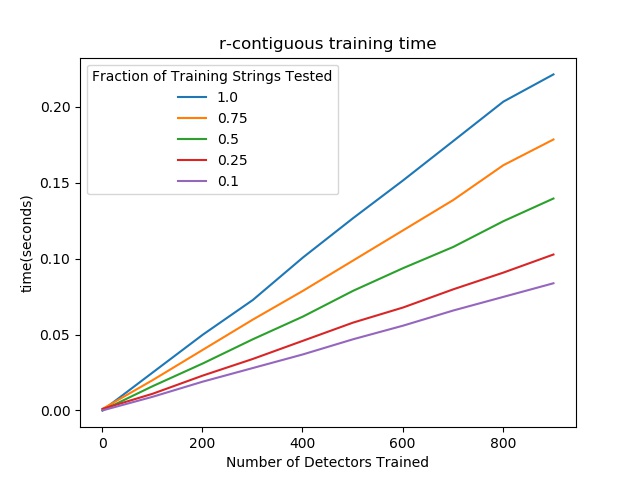 r-contiguous training time
Fraction of Training Strings Tested
1.0
0.75
0.5
0.25
0.1
time(seconds)
0.20
0.15
0.10
0.05
0.00
0 200 400 600 800
Number of Detectors Trained